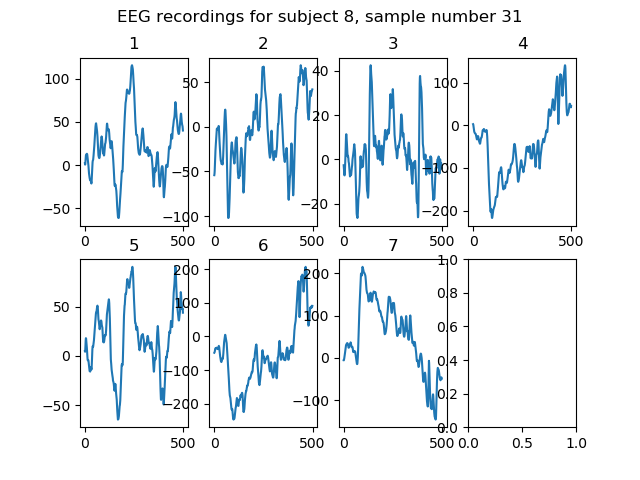 EEG recordings for subject 8, sample number 31
1 2 3 4
100 50 0 −50
50 0 −50 −100
40 20 0 −20
100 0 −100 −200
0 500 0 500 0 500 0 500
5 6 7
50 0 −50
200 100 0 −100 −200
200 100 0 −100
1.0 0.8 0.6 0.4 0.2 0.0
0 500 0 500 0 500 0.0 0.5 1.0